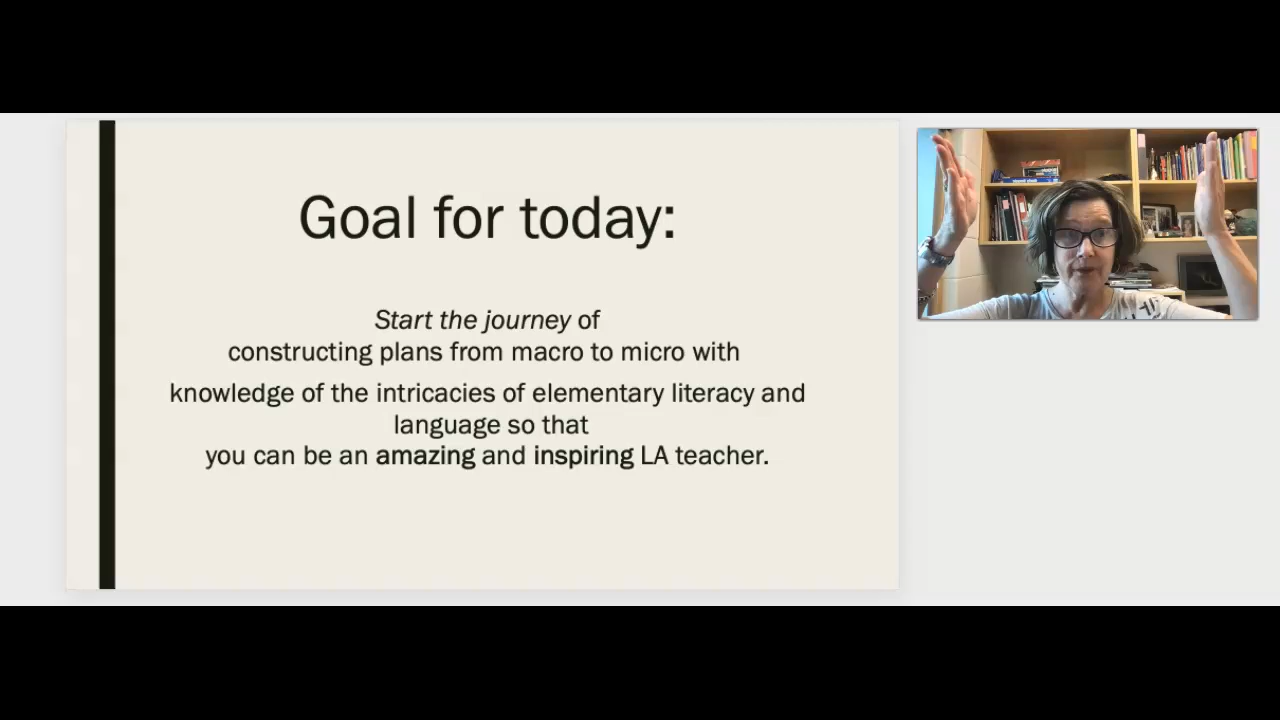 Goal for today:
Start the journey of
constructing plans from macro to micro with
knowledge of the intricacies of elementary literacy and
language so that
you can be an amazing and inspiring LA teacher.